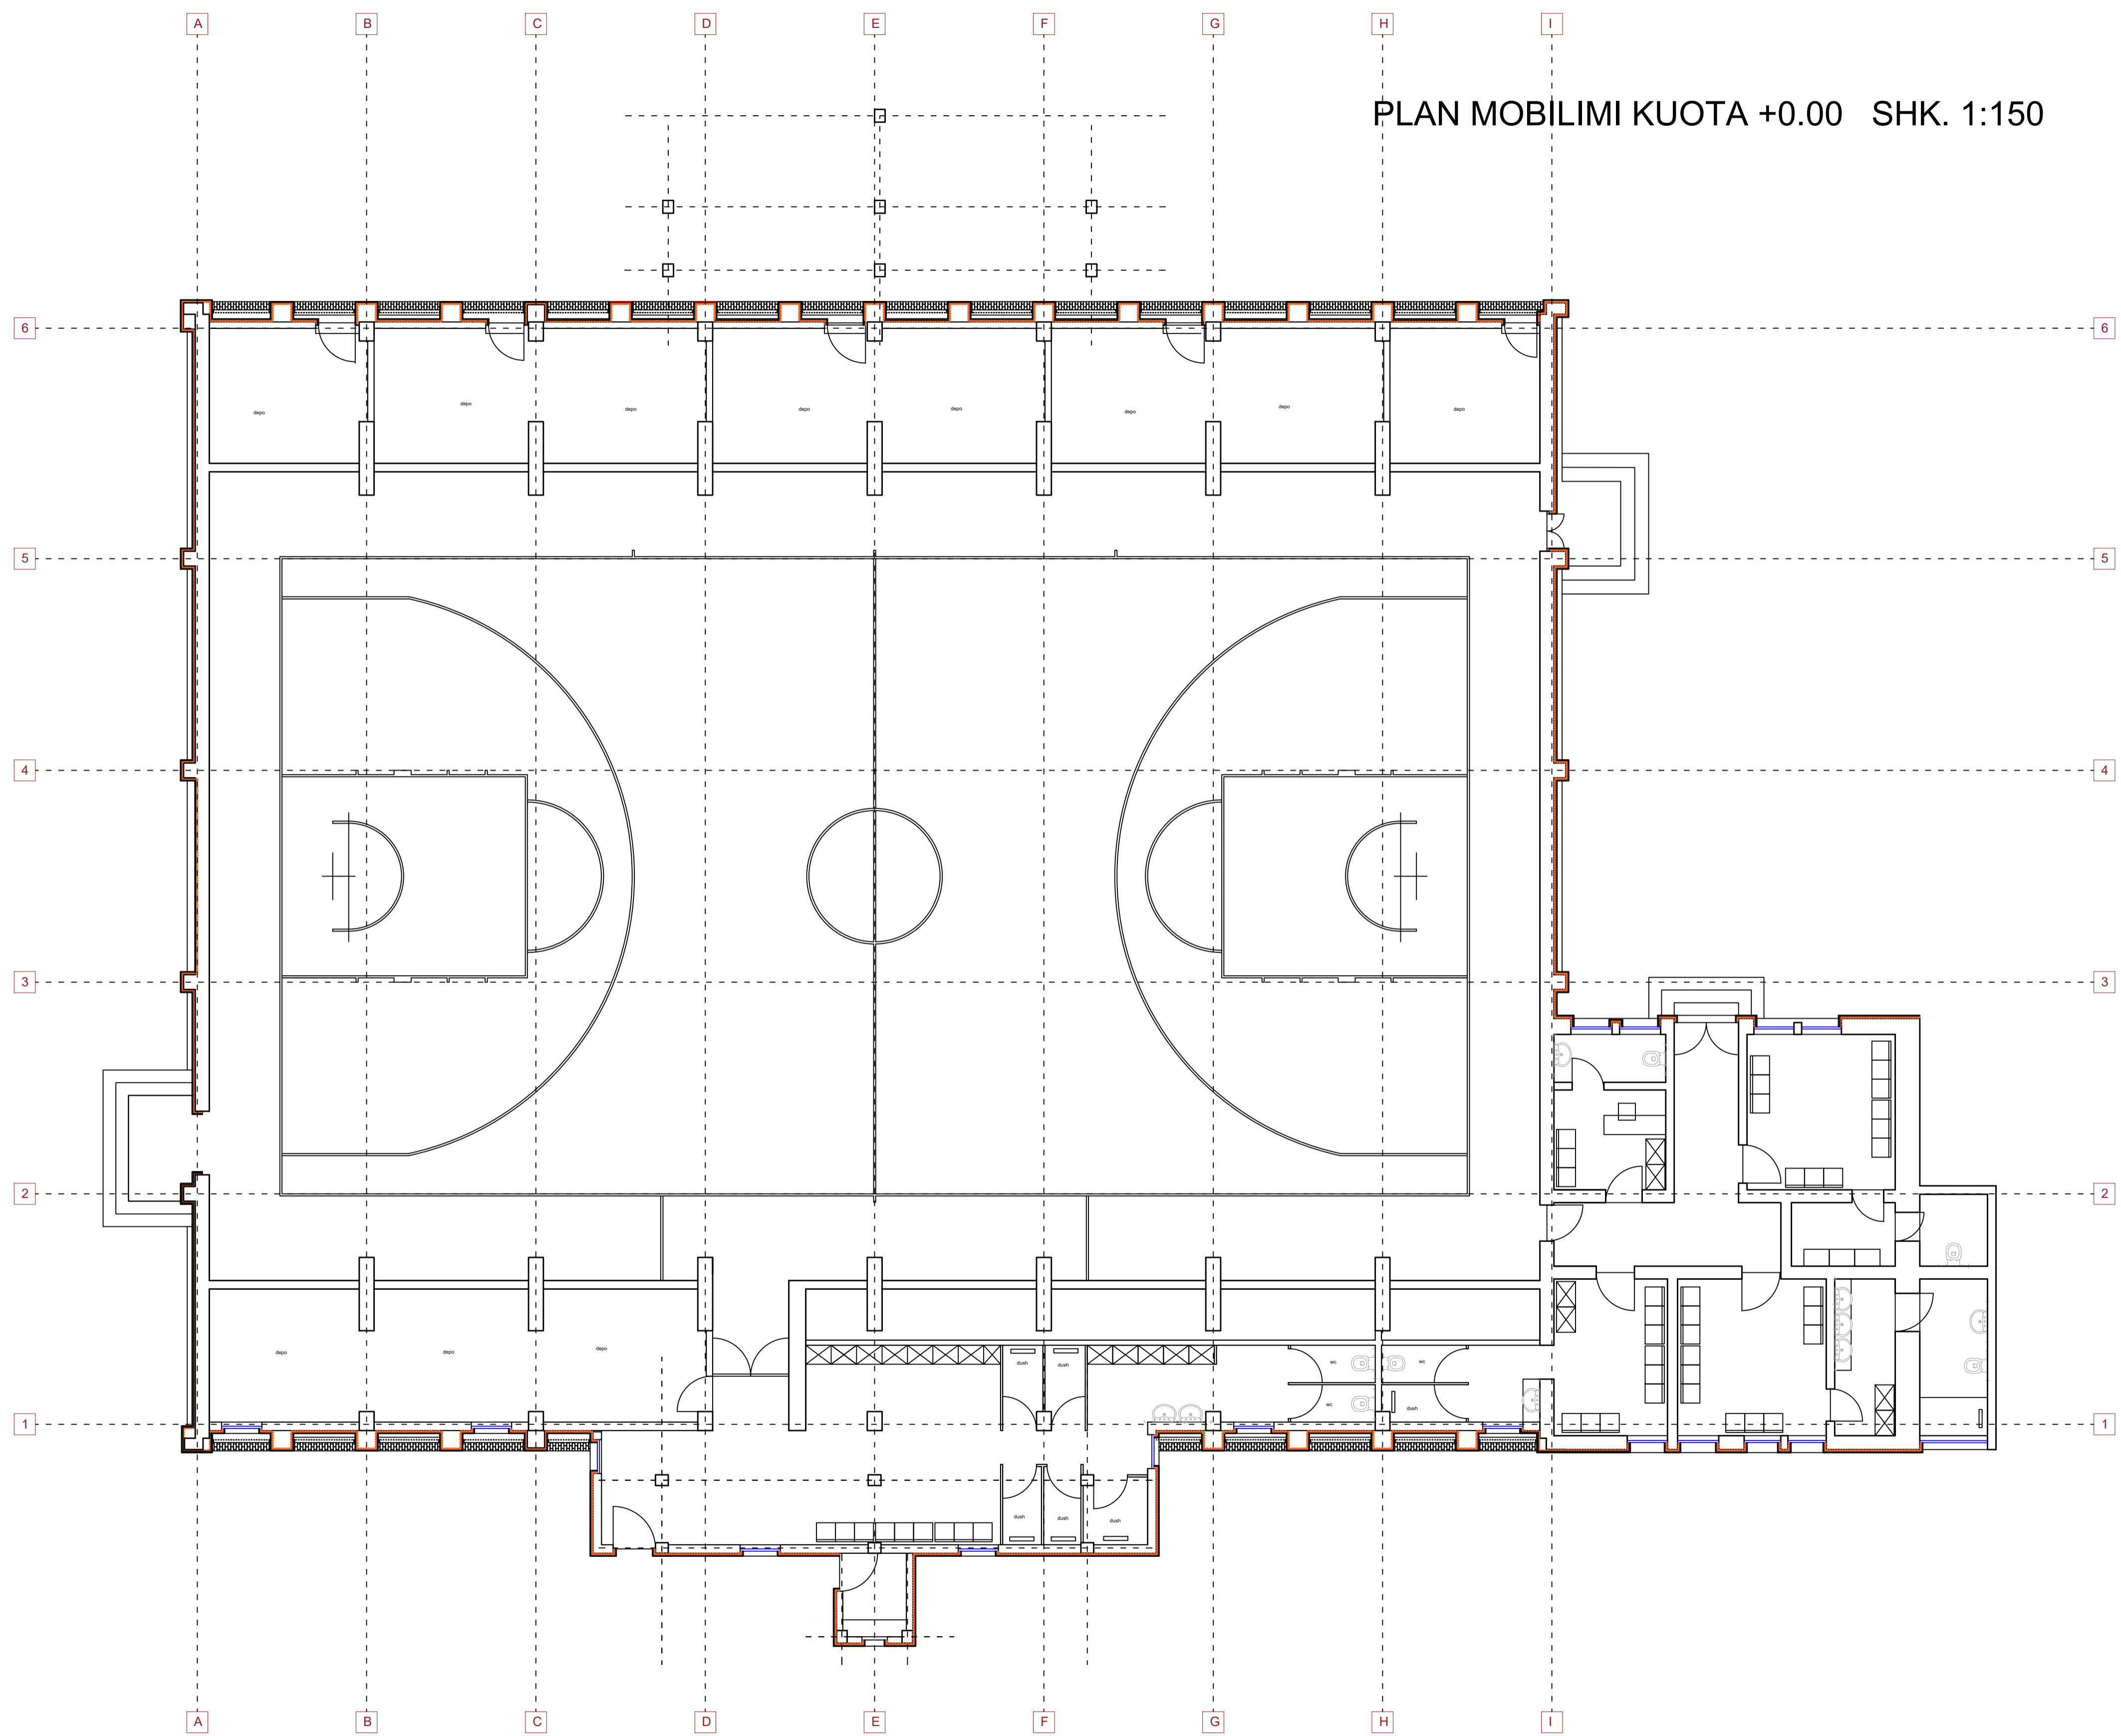 A B C D E F G H I
PLAN MOBILIMI KUOTA +0.00 SHK. 1:150
6 6
depo depo depo depo depo depo depo depo
5 5
4 4
3 3
2 2
depo depo depo
dush dush wc wc
wc dush
1 1
dush dush dush
A B C D E F G H I